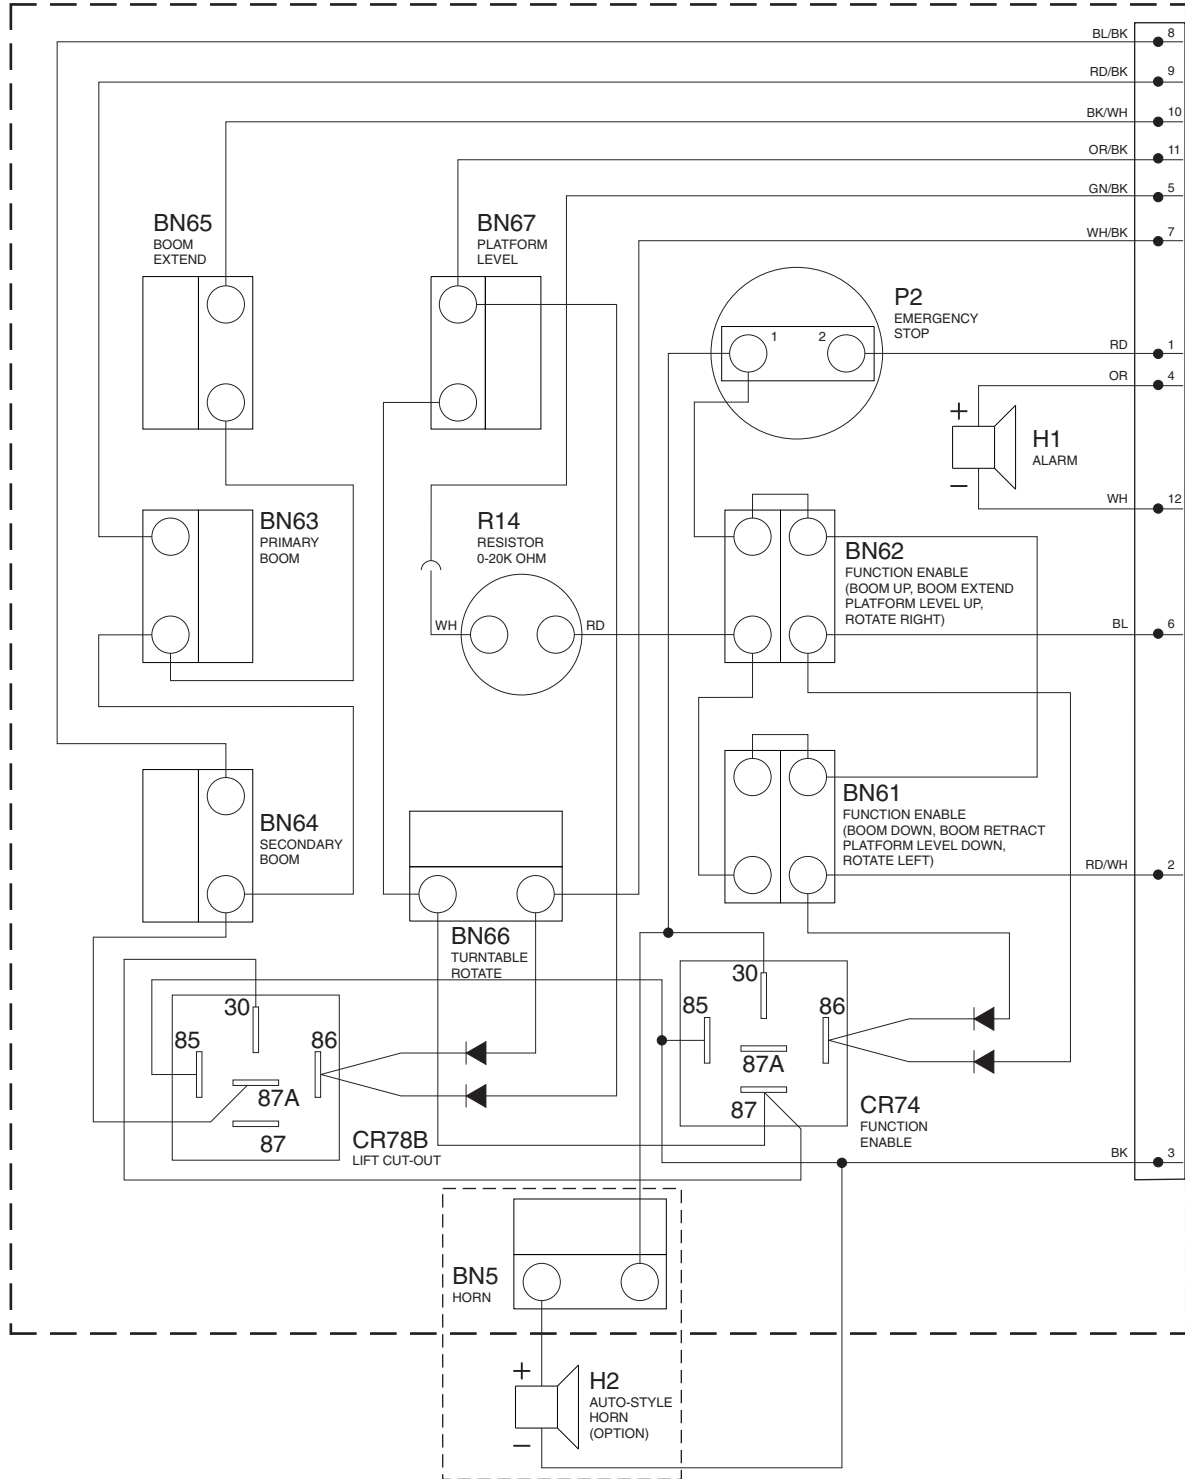 BL/BK 8
RD/BK 9
BK/WH 10
OR/BK 11
GN/BK 5
WH/BK 7
BN65
BOOM
EXTEND
BN67
PLATFORM
LEVEL
P2
EMERGENCY
STOP
1 2
RD 1
OR 4
+
H1
ALARM
−
WH 12
BN63
PRIMARY
BOOM
R14
RESISTOR
0-20K OHM
WH RD
BN62
FUNCTION ENABLE
(BOOM UP, BOOM EXTEND
PLATFORM LEVEL UP,
ROTATE RIGHT)
BL 6
BN64
SECONDARY
BOOM
BN61
FUNCTION ENABLE
(BOOM DOWN, BOOM RETRACT
PLATFORM LEVEL DOWN,
ROTATE LEFT)
RD/WH 2
BN66
TURNTABLE
ROTATE
30
85 86
87A
87
CR78B
LIFT CUT-OUT
30
85 86
87A
87
CR74
FUNCTION
ENABLE
BK 3
BN5
HORN
+
H2
AUTO-STYLE
HORN
(OPTION)
−